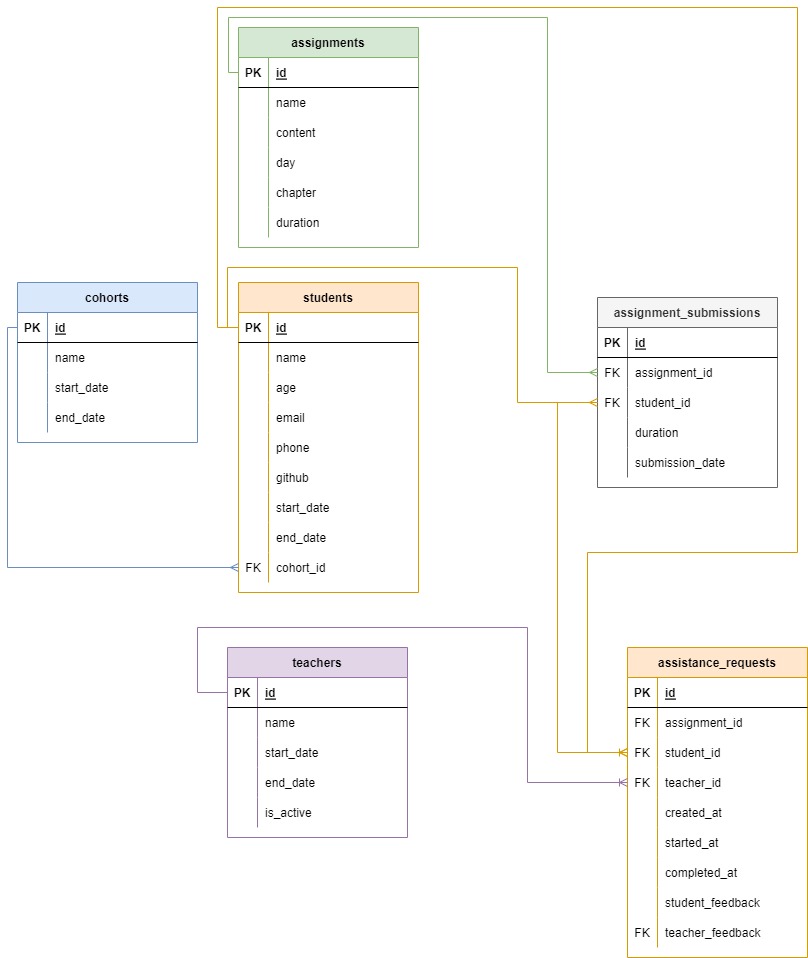 assignments
PK id
name
content
day
chapter
duration
cohorts
PK id
name
start_date
end_date
students
PK id
name
age
email
phone
github
start_date
end_date
FK cohort_id
assignment_submissions
PK id
FK assignment_id
FK student_id
duration
submission_date
teachers
PK id
name
start_date
end_date
is_active
assistance_requests
PK id
FK assignment_id
FK student_id
FK teacher_id
created_at
started_at
completed_at
student_feedback
FK teacher_feedback